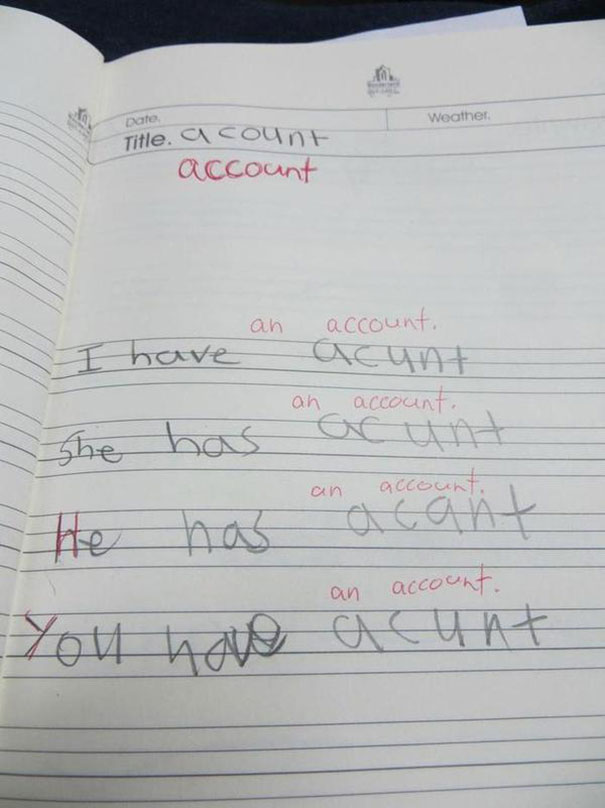 Date.
Weather.
Title. acount
account
an account.
I have acunt
an account.
She has acunt
an account.
He has acant
an account.
You have acunt